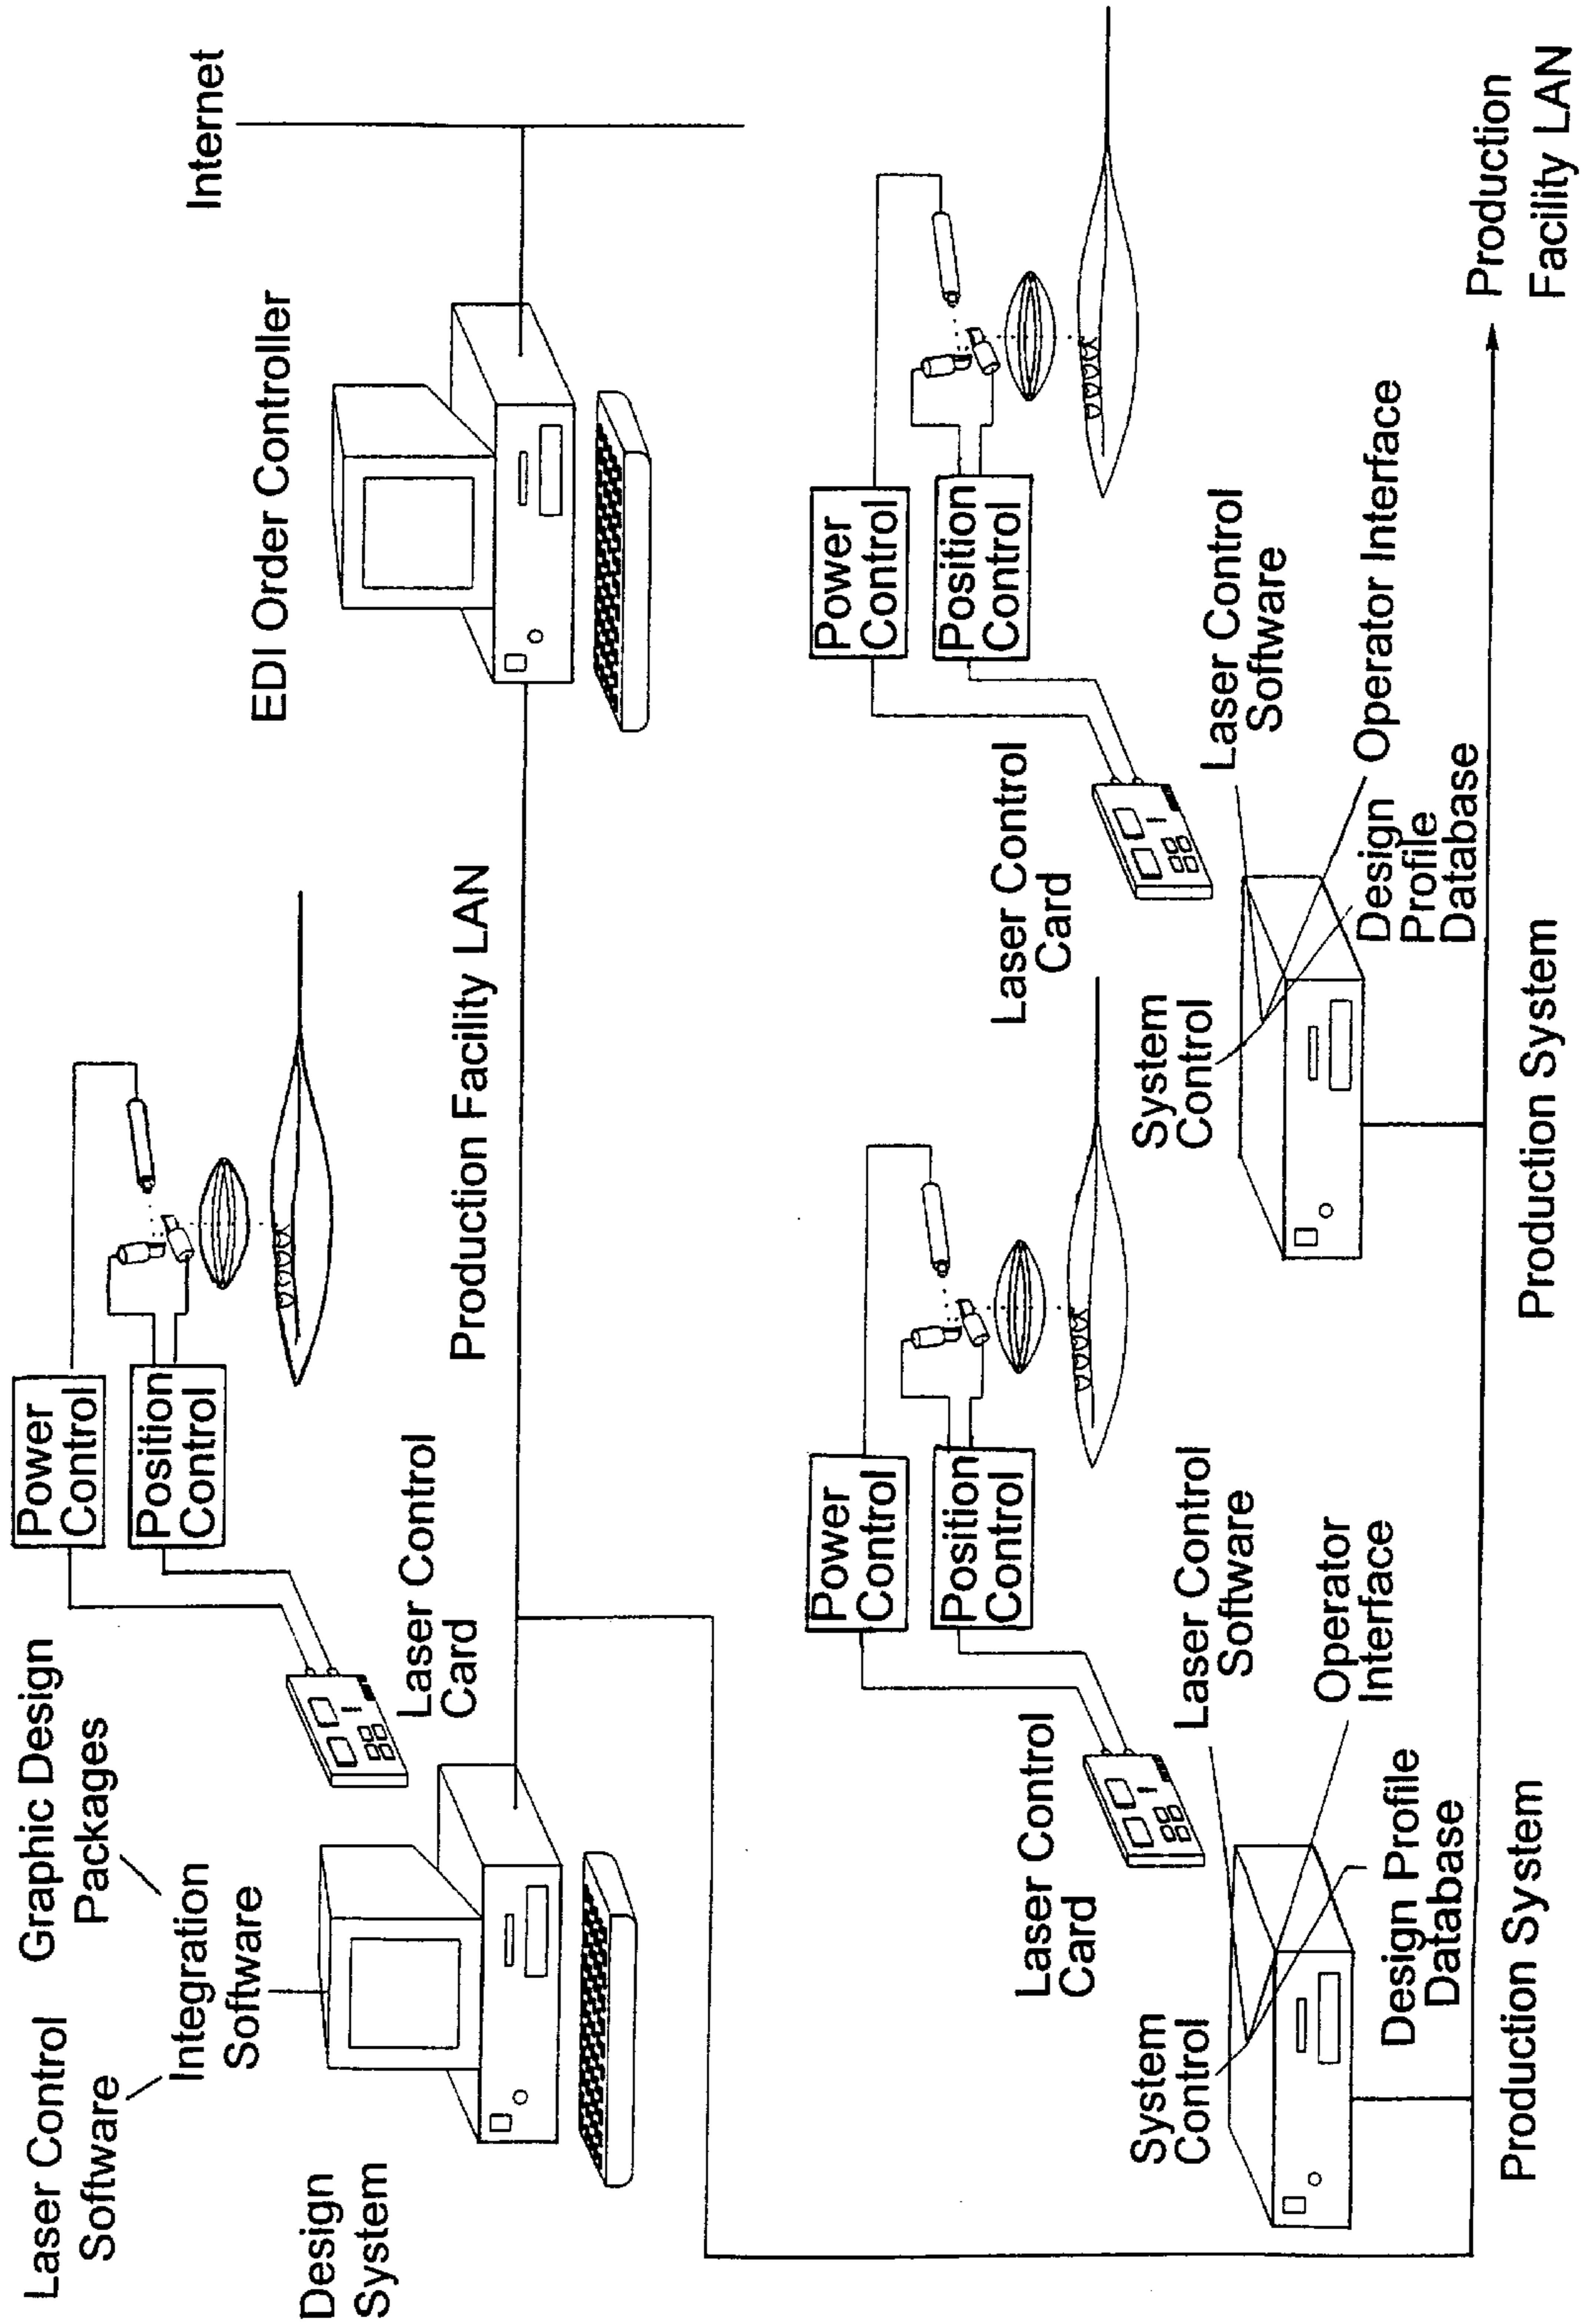 Laser Control
Software
Graphic Design
Packages
Integration
Software
Design
System
Laser Control
Card
Power
Control
Position
Control
Production Facility LAN
EDI Order Controller
Internet
System
Control
Laser Control
Card
Power
Control
Position
Control
Laser Control
Software
Operator
Interface
Design Profile
Database
Production System
System
Control
Laser Control
Card
Power
Control
Position
Control
Laser Control
Software
Operator Interface
Design
Profile
Database
Production System
Production
Facility LAN